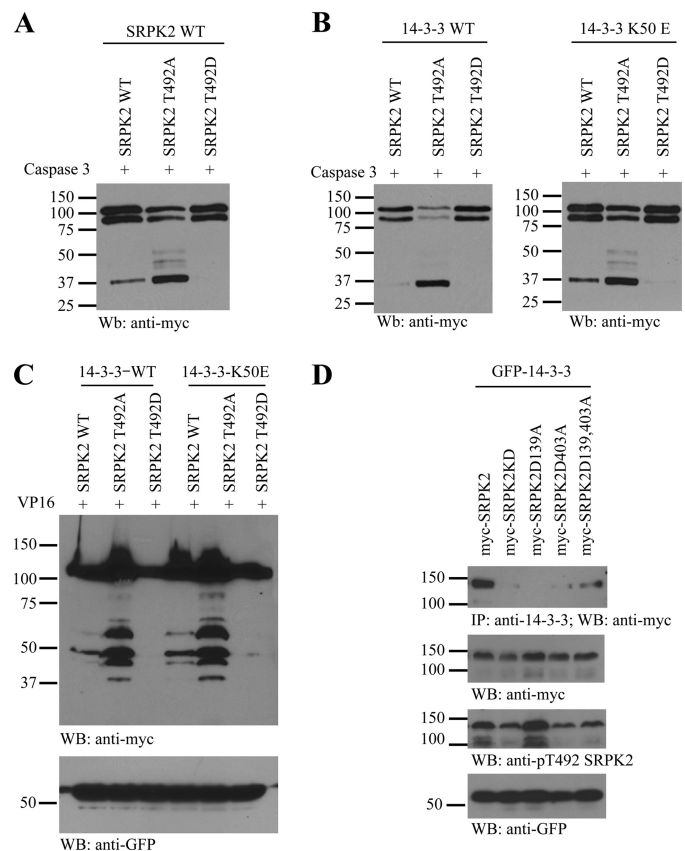 A
SRPK2 WT
SRPK2 WT
SRPK2 T492A
SRPK2 T492D
Caspase 3
+ + +
150
100
75
50
37
25
Wb: anti-myc
B
14-3-3 WT
14-3-3 K50 E
SRPK2 WT
SRPK2 T492A
SRPK2 T492D
SRPK2 WT
SRPK2 T492A
SRPK2 T492D
Caspase 3
+ + +
+ + +
150
100
75
50
37
25
Wb: anti-myc
150
100
75
50
37
25
Wb: anti-myc
C
14-3-3-WT
14-3-3-K50E
SRPK2 WT
SRPK2 T492A
SRPK2 T492D
SRPK2 WT
SRPK2 T492A
SRPK2 T492D
VP16
+ + + + + +
150
100
75
50
37
WB: anti-myc
50
WB: anti-GFP
D
GFP-14-3-3
myc-SRPK2
myc-SRPK2KD
myc-SRPK2D139A
myc-SRPK2D403A
myc-SRPK2D139,403A
150
100
IP: anti-14-3-3; WB: anti-myc
150
100
WB: anti-myc
150
100
WB: anti-pT492 SRPK2
50
WB: anti-GFP